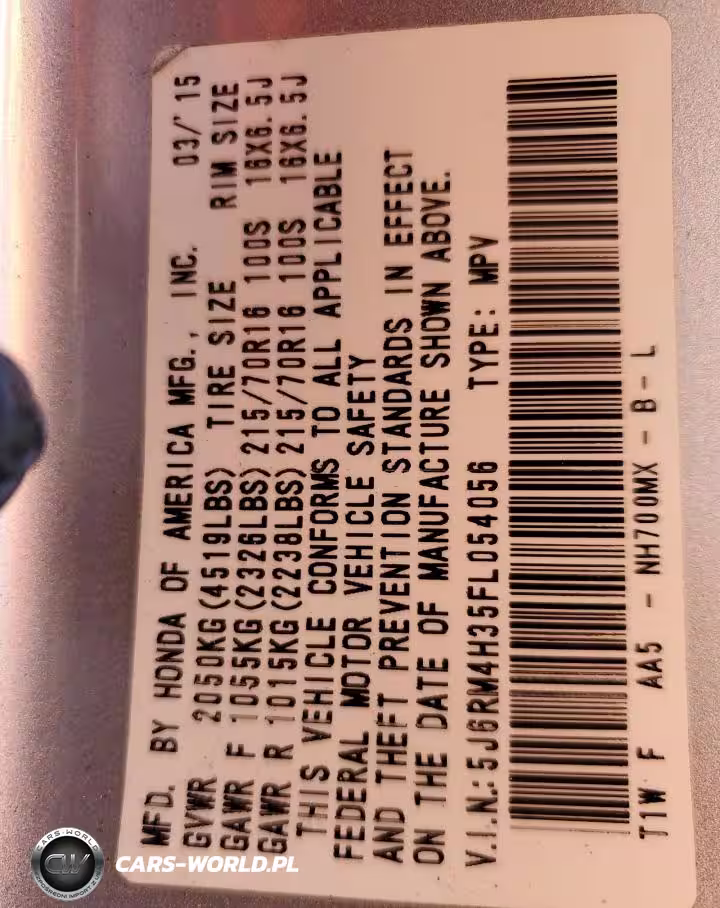 MFD. BY HONDA OF AMERICA MFG., INC. 03/'15
GVWR 2050KG(4519LBS) TIRE SIZE RIM SIZE
GAWR F 1055KG(2326LBS)215/70R16 100S 16X6.5J
GAWR R 1015KG(2238LBS)215/70R16 100S 16X6.5J
THIS VEHICLE CONFORMS TO ALL APPLICABLE
FEDERAL MOTOR VEHICLE SAFETY
AND THEFT PREVENTION STANDARDS IN EFFECT
ON THE DATE OF MANUFACTURE SHOWN ABOVE.
V.I.N.:5J6RM4H35FL054056 TYPE: MPV
T1W F AA5 - NH700MX - B - L
CARS-WORLD
CW
CARS-WORLD.PL